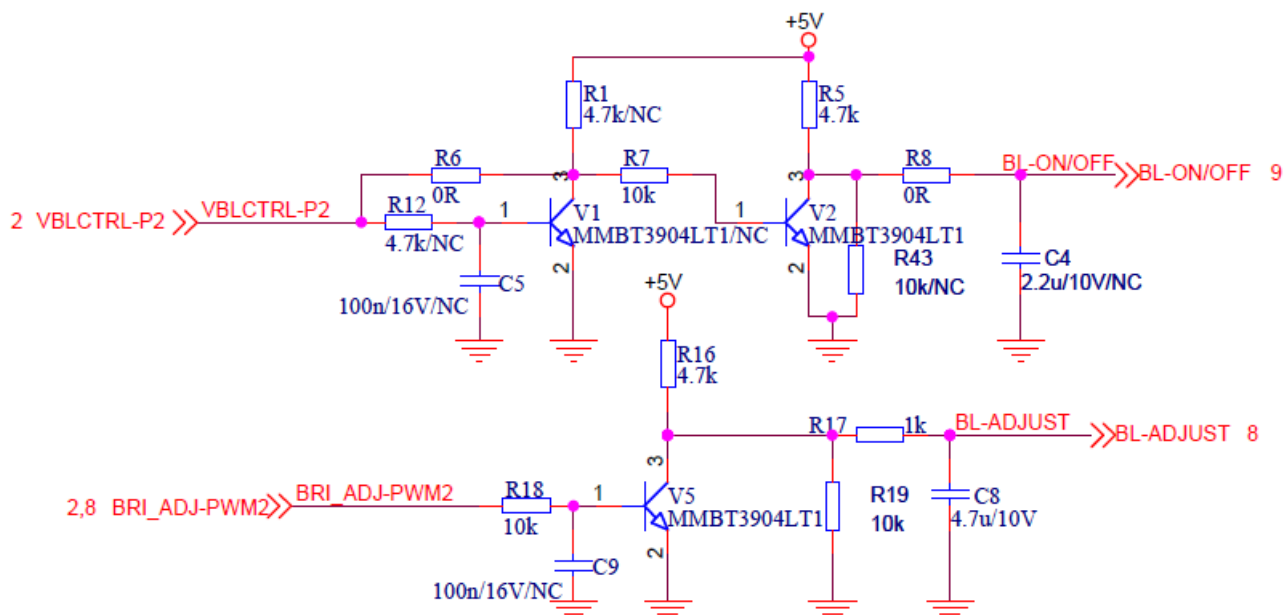 +5V
R1
4.7k/NC
R5
4.7k
R6
0R
3
R7
10k
3
R8
0R
BL-ON/OFF
BL-ON/OFF 9
2 VBLCTRL-P2
VBLCTRL-P2
R12
4.7k/NC
1
V1
MMBT3904LT1/NC
1
V2
MMBT3904LT1
2
2
R43
10k/NC
C4
2.2u/10V/NC
C5
100n/16V/NC
+5V
R16
4.7k
R17
1k
BL-ADJUST
BL-ADJUST 8
3
2,8 BRI_ADJ-PWM2
BRI_ADJ-PWM2
R18
10k
1
V5
MMBT3904LT1
2
R19
10k
C8
4.7u/10V
C9
100n/16V/NC